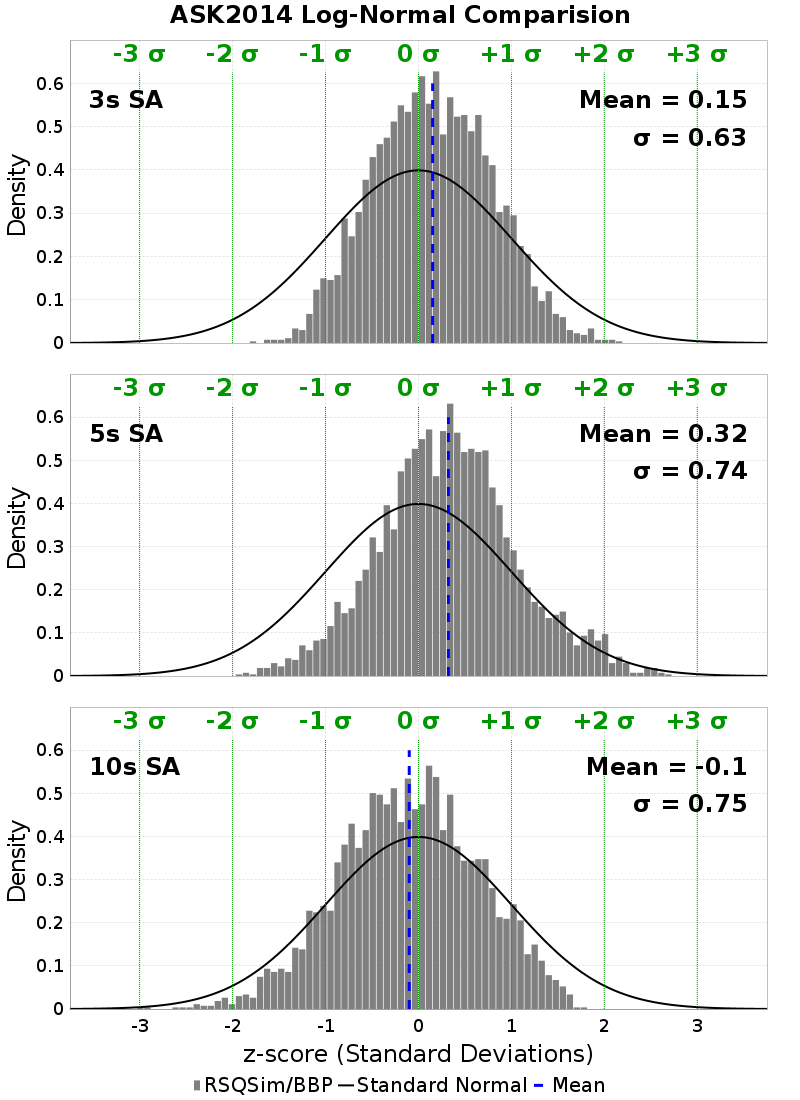 ASK2014 Log-Normal Comparision
-3 σ -2 σ -1 σ 0 σ +1 σ +2 σ +3 σ
3s SA
Mean = 0.15
σ = 0.63
Density
0.6
0.5
0.4
0.3
0.2
0.1
0
-3 σ -2 σ -1 σ 0 σ +1 σ +2 σ +3 σ
5s SA
Mean = 0.32
σ = 0.74
Density
0.6
0.5
0.4
0.3
0.2
0.1
0
-3 σ -2 σ -1 σ 0 σ +1 σ +2 σ +3 σ
10s SA
Mean = -0.1
σ = 0.75
Density
0.6
0.5
0.4
0.3
0.2
0.1
0
-3 -2 -1 0 1 2 3
z-score (Standard Deviations)
RSQSim/BBP Standard Normal Mean